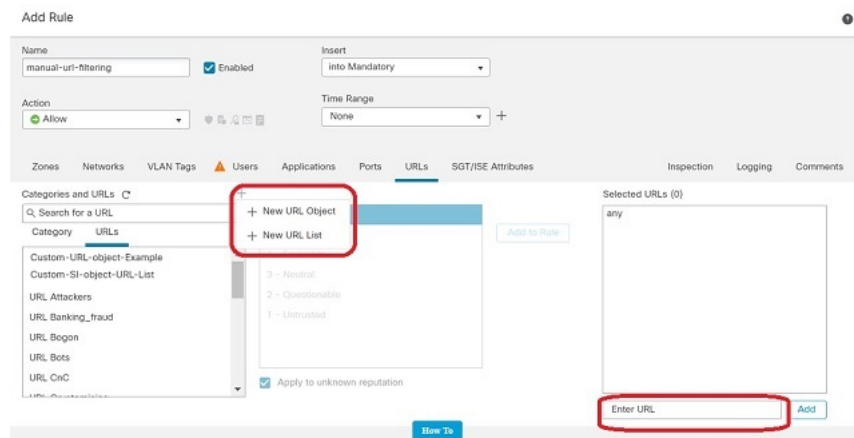 Add Rule
Name
Insert
manual-url-filtering
Enabled
into Mandatory
Action
Time Range
Allow
None
Zones Networks VLAN Tags Users Applications Ports URLs SGT/ISE Attributes Inspection Logging Comments
Categories and URLs
Selected URLs (0)
Search for a URL
Category URLs
+ New URL Object
+ New URL List
Custom-URL-object-Example
Custom-SI-object-URL-List
URL Attackers
URL Banking_fraud
URL Bogon
URL Bots
URL CnC
3 - Neutral
2 - Questionable
1 - Untrusted
Apply to unknown reputation
Add to Rule
any
Enter URL
Add
How To